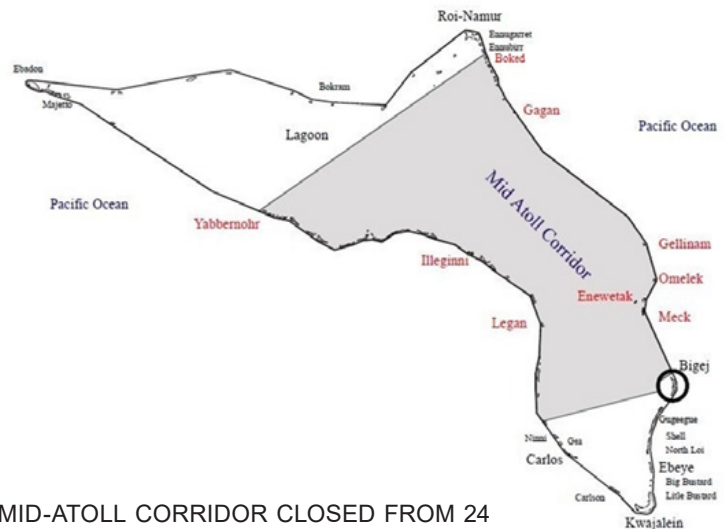 Roi-Namur
Ennugarret
Ennubirr
Boked
Ebadon
Majetto
Bokram
Gagan
Lagoon
Pacific Ocean
Mid Atoll Corridor
Pacific Ocean
Yabbernohr
Gellinam
Illeginni
Omelek
Enewetak
Legan
Meck
Bigej
Gugeegue
Shell
Ninni
Gea
North Loi
Carlos
Ebeye
Big Bustard
Carlson
Litle Bustard
MID-ATOLL CORRIDOR CLOSED FROM 24
Kwajalein